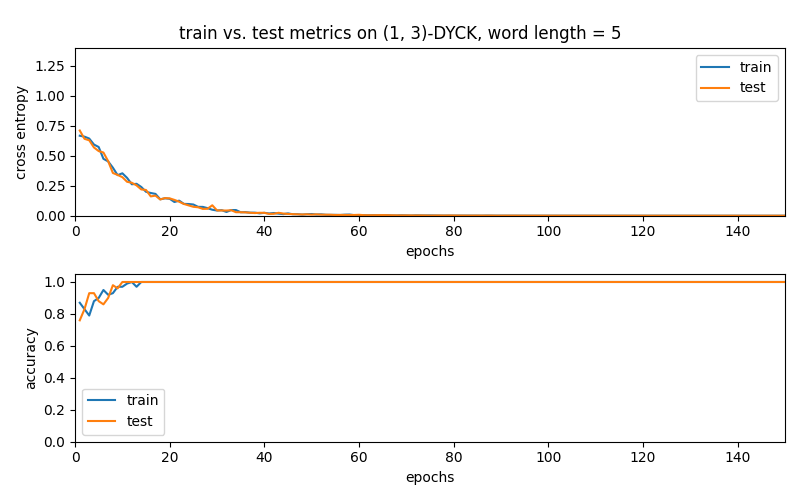 train vs. test metrics on (1, 3)-DYCK, word length = 5
1.25
1.00
0.75
0.50
0.25
0.00
cross entropy
train
test
0 20 40 60 80 100 120 140
epochs
1.0
0.8
0.6
0.4
0.2
0.0
accuracy
train
test
0 20 40 60 80 100 120 140
epochs